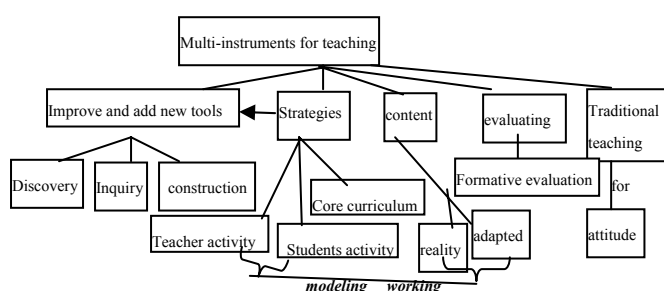 Multi-instruments for teaching
Improve and add new tools
Strategies
content
evaluating
Traditional
teaching
Discovery
Inquiry
construction
Formative evaluation
for
Core curriculum
Teacher activity
Students activity
reality
adapted
attitude
modeling working